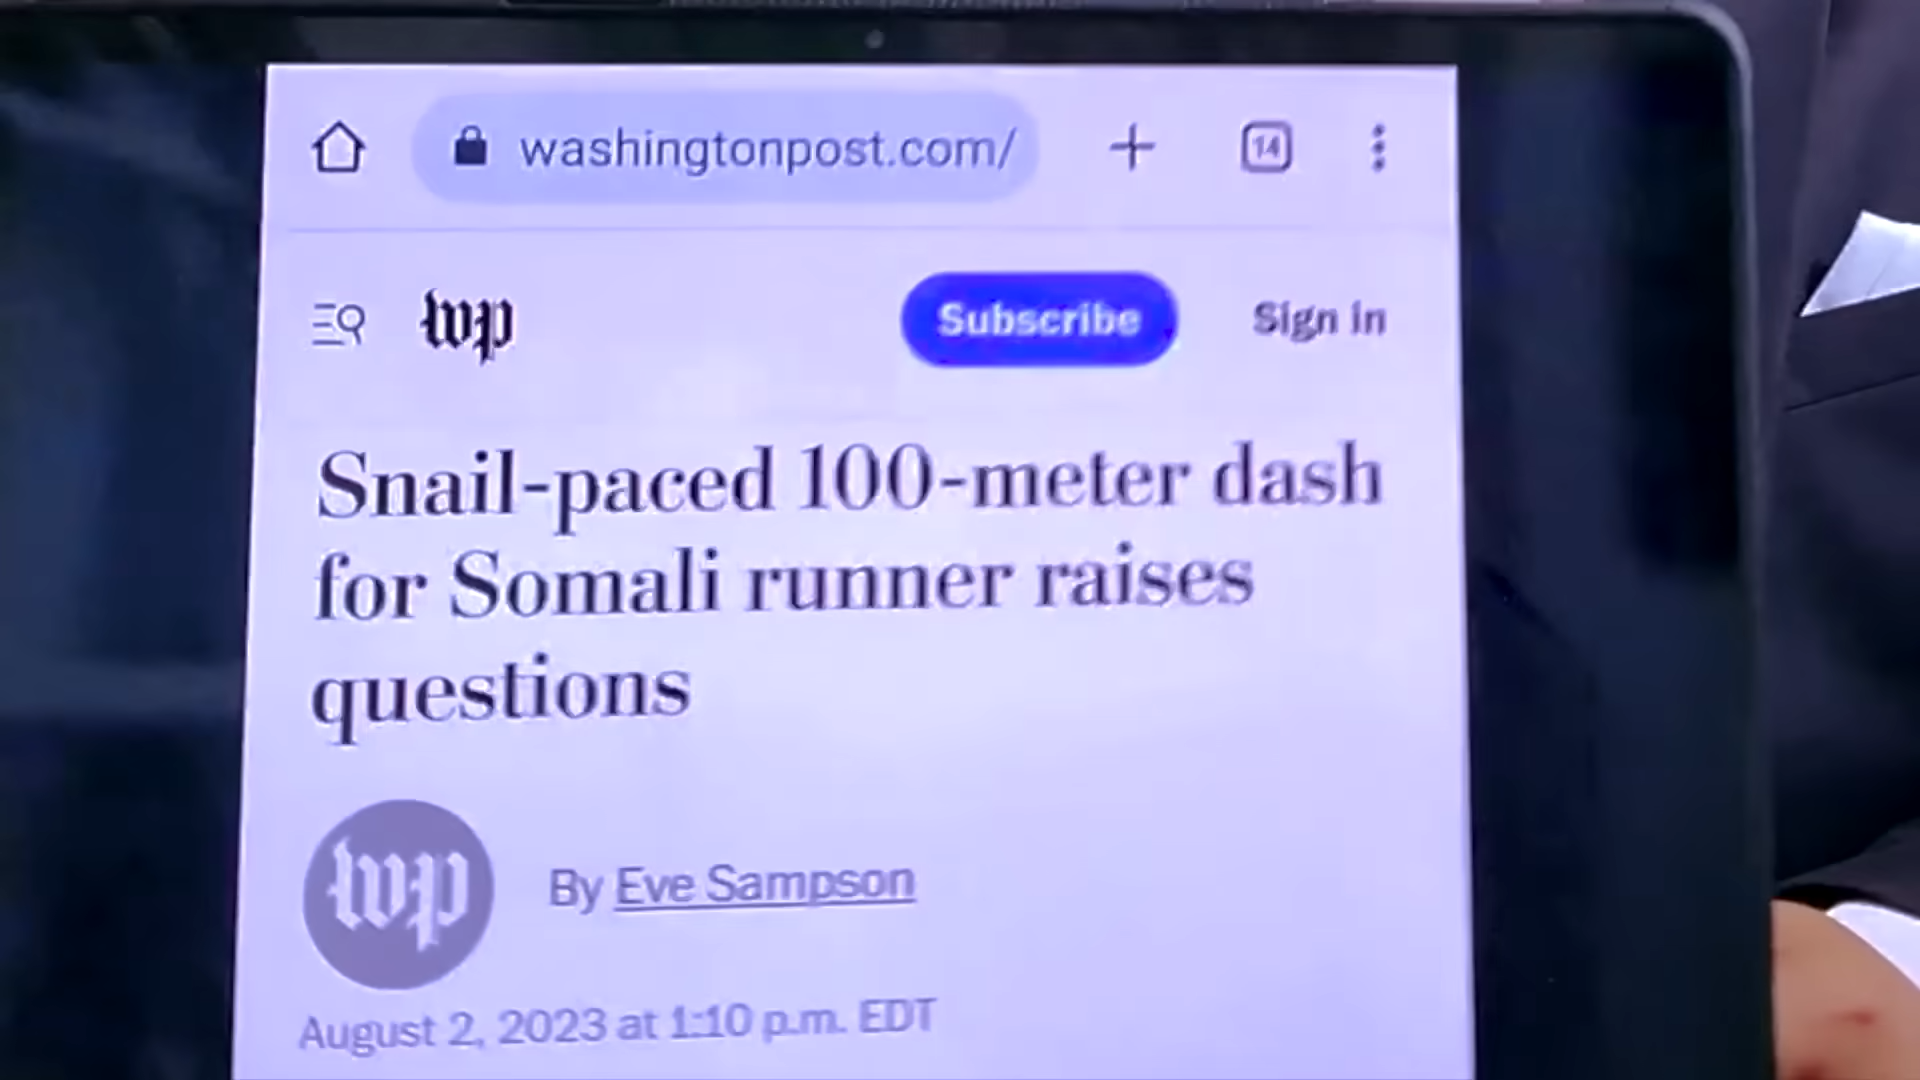 washingtonpost.com/
14
wp
Subscribe
Sign in
Snail-paced 100-meter dash
for Somali runner raises
questions
wp
By Eve Sampson
August 2, 2023 at 1:10 p.m. EDT